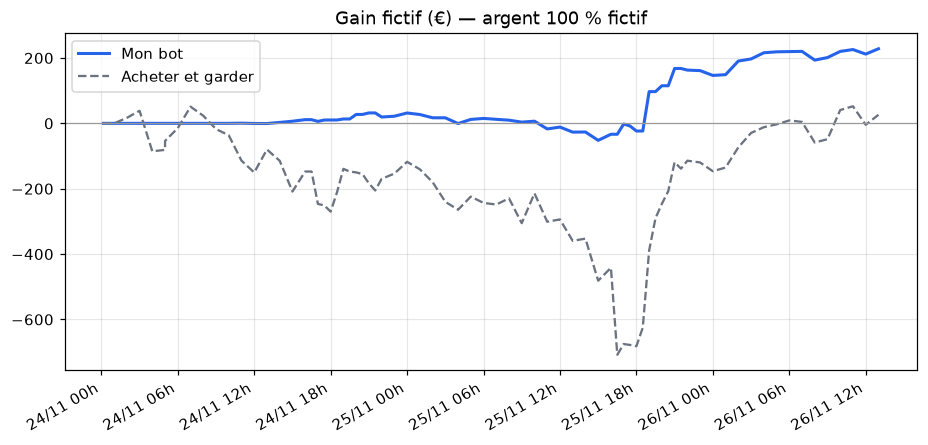 Gain fictif (€) — argent 100 % fictif
Mon bot
Acheter et garder
200
0
−200
−400
−600
24/11 00h
24/11 06h
24/11 12h
24/11 18h
25/11 00h
25/11 06h
25/11 12h
25/11 18h
26/11 00h
26/11 06h
26/11 12h